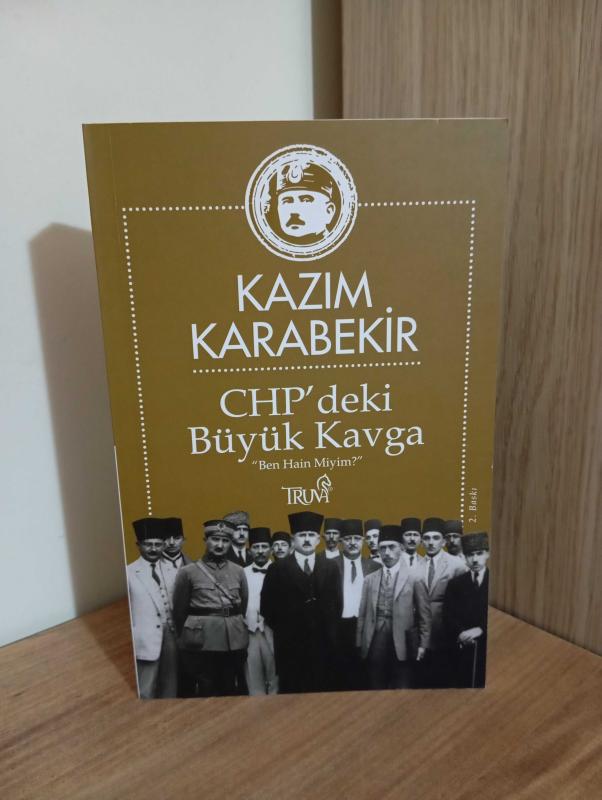 KAZIM
KARABEKİR
CHP'deki
Büyük Kavga
“Ben Hain Miyim?”
TRUVA
2. Baskı